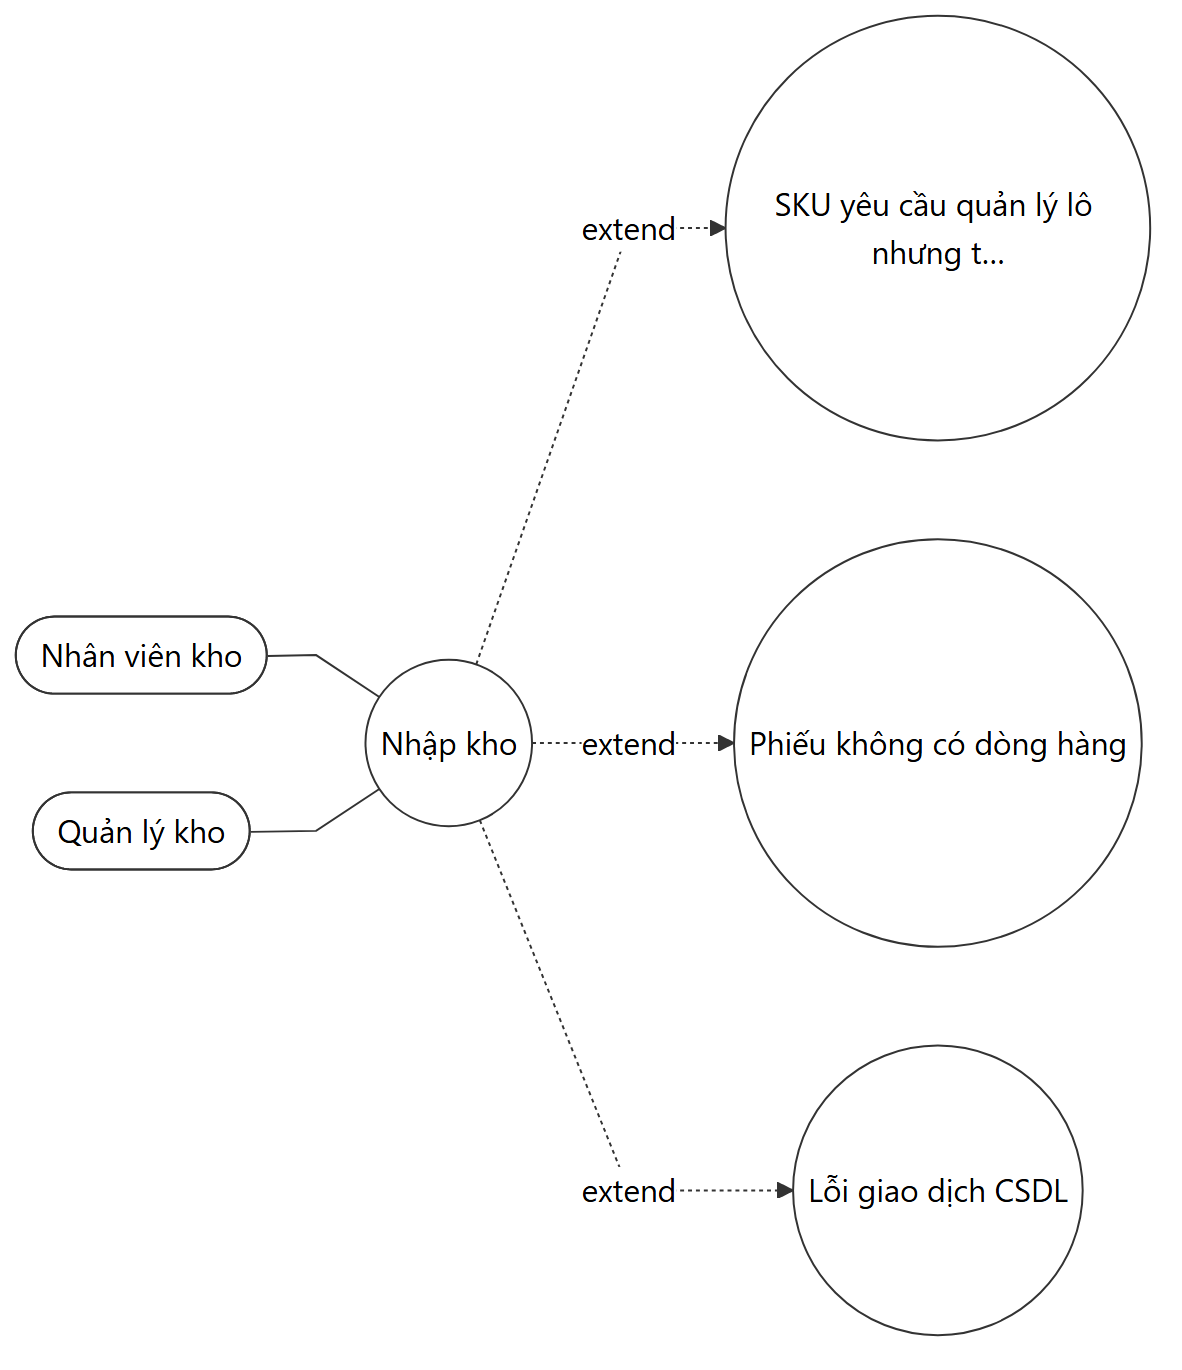 SKU yêu cầu quản lý lô
nhưng t...
extend
Nhân viên kho
Nhập kho
extend
Phiếu không có dòng hàng
Quản lý kho
extend
Lỗi giao dịch CSDL